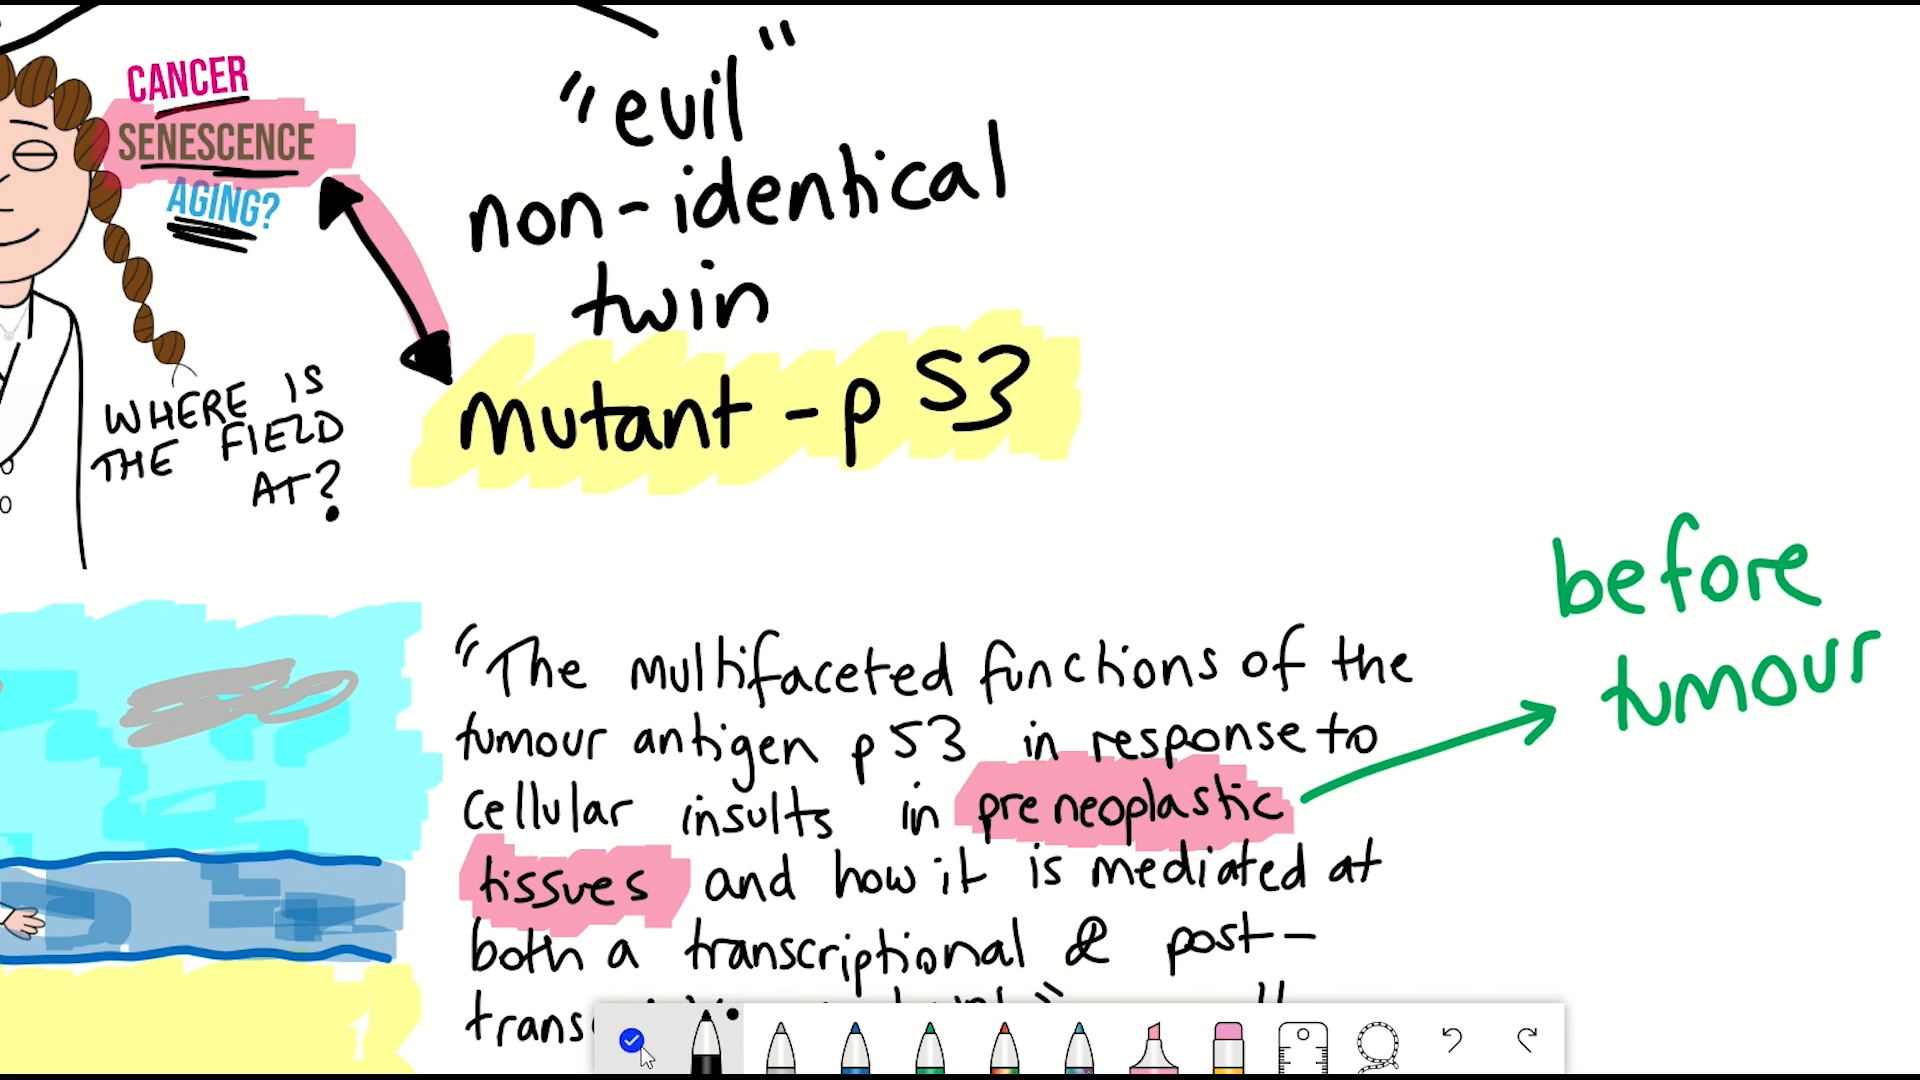 CANCER
SENESCENCE
AGING?
"evil"
non-identical
twin
mutant-p53
WHERE IS
THE FIELD
AT?
"The multifaceted functions of the
tumour antigen p53 in response to
cellular insults in preneoplastic
tissues and how it is mediated at
both a transcriptional & post-
trans
before
tumour